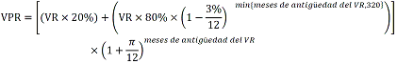 VPR = [(VR × 20%) + (VR × 80% × (1 − 3%/12)^min(meses de antigüedad del VR,320))]
× (1 + π/12)^meses de antigüedad del VR